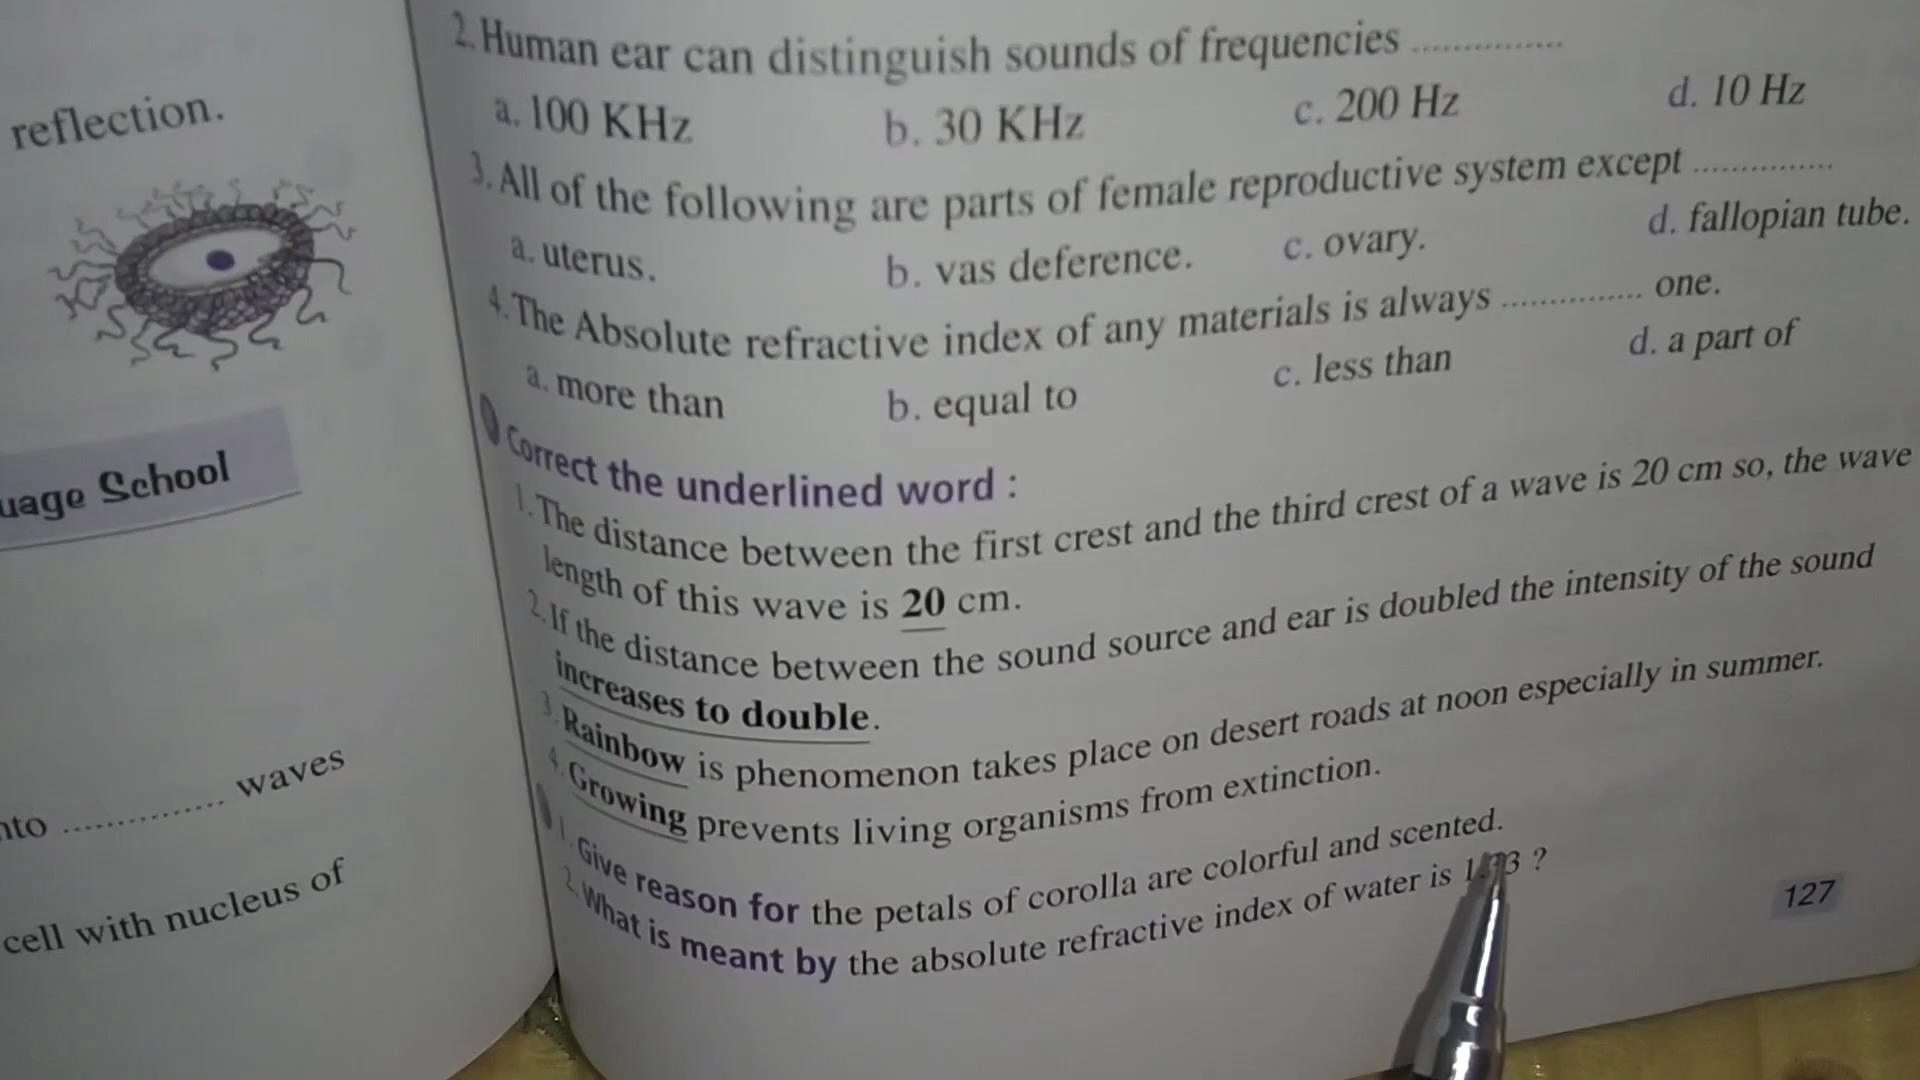 reflection.
uage School
nto .............. waves
cell with nucleus of
2. Human ear can distinguish sounds of frequencies ...............
a. 100 KHz b. 30 KHz c. 200 Hz d. 10 Hz
3. All of the following are parts of female reproductive system except ..............
a. uterus. b. vas deference. c. ovary. d. fallopian tube.
4. The Absolute refractive index of any materials is always .............. one.
a. more than b. equal to c. less than d. a part of
Correct the underlined word :
1. The distance between the first crest and the third crest of a wave is 20 cm so, the wave
length of this wave is 20 cm.
2. If the distance between the sound source and ear is doubled the intensity of the sound
increases to double.
3. Rainbow is phenomenon takes place on desert roads at noon especially in summer.
4. Growing prevents living organisms from extinction.
1. Give reason for the petals of corolla are colorful and scented.
2. What is meant by the absolute refractive index of water is ?
127